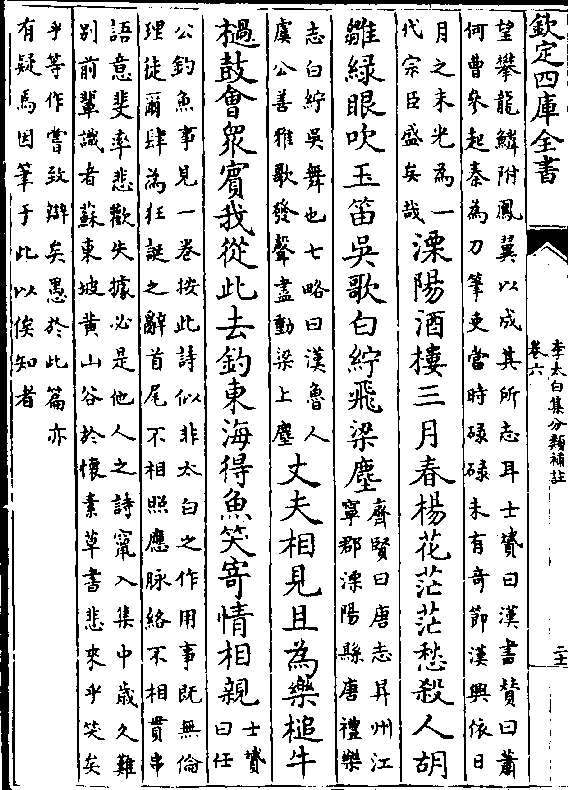 欽定四庫全書
李太白集分類補註
卷六
二十
望攀龍鱗附鳳翼以成其所志耳士贇曰漢書贊曰蕭
何曹參起秦為刀筆吏當時碌碌未有奇節漢興依日
月之末光為一
代宗臣盛矣哉
溧陽酒樓三月春楊花茫茫愁殺人胡
雛綠眼吹玉笛吳歌白紵飛梁塵
齊賢曰唐志昇州江
寧郡溧陽縣唐禮樂
志白紵吳舞也七略曰漢魯人
虞公善雅歌發聲盡動梁上塵
丈夫相見且為樂槌牛
撾鼓會衆賓我從此去釣東海得魚笑寄情相親
士贇
曰任
公釣魚事見一巻按此詩似非太白之作用事既無倫
理徒爾肆為狂誕之辭首尾不相照應脉絡不相貫串
語意斐率悲歡失據必是他人之詩竄入集中歲久難
别前輩識者蘇東坡黄山谷於懐素草書悲來乎笑矣
乎等作嘗致辯矣愚於此篇亦
有疑焉因筆于此以俟知者